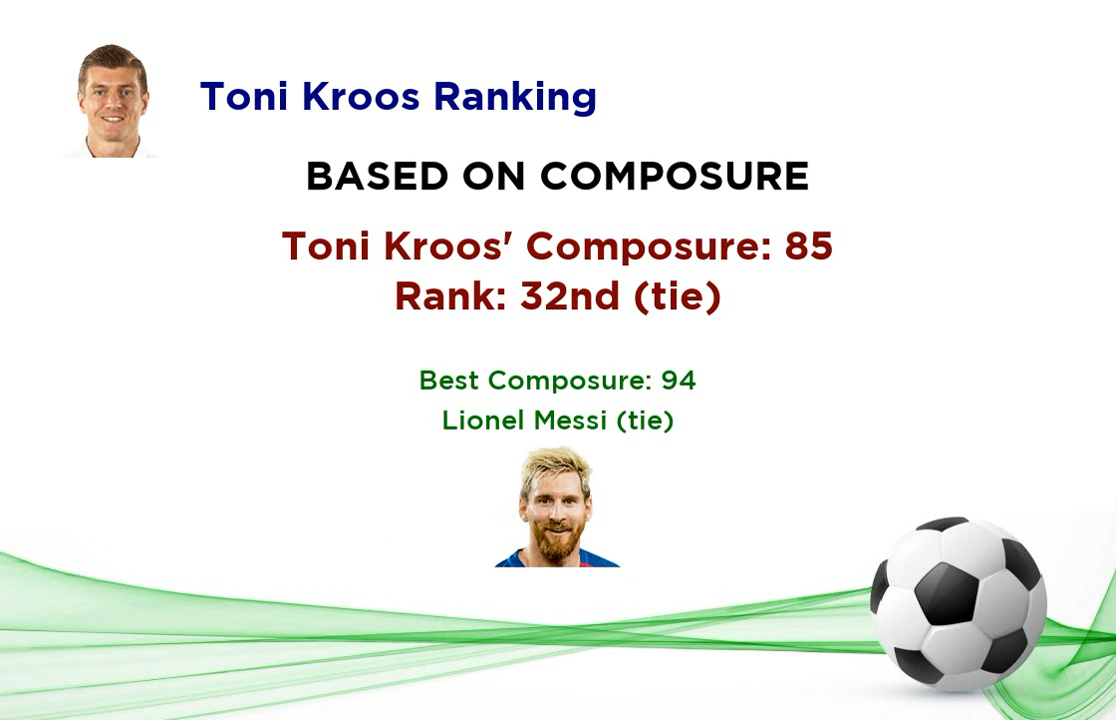 Toni Kroos Ranking
BASED ON COMPOSURE
Toni Kroos' Composure: 85
Rank: 32nd (tie)
Best Composure: 94
Lionel Messi (tie)